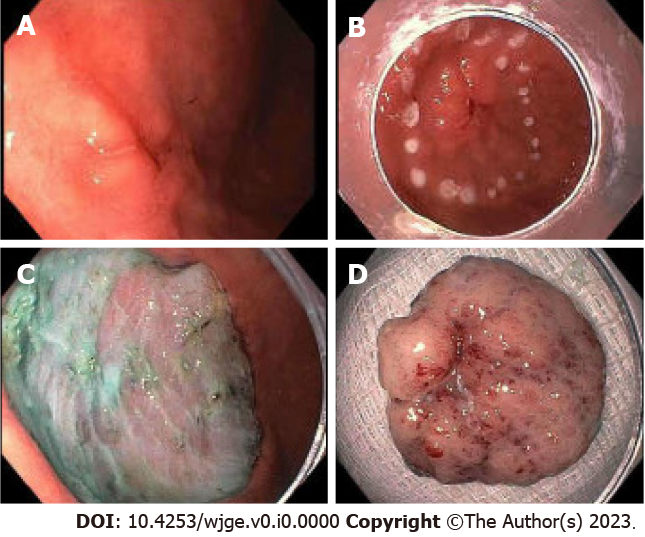 A
B
C
D
DOI: 10.4253/wjge.v0.i0.0000 Copyright ©The Author(s) 2023.